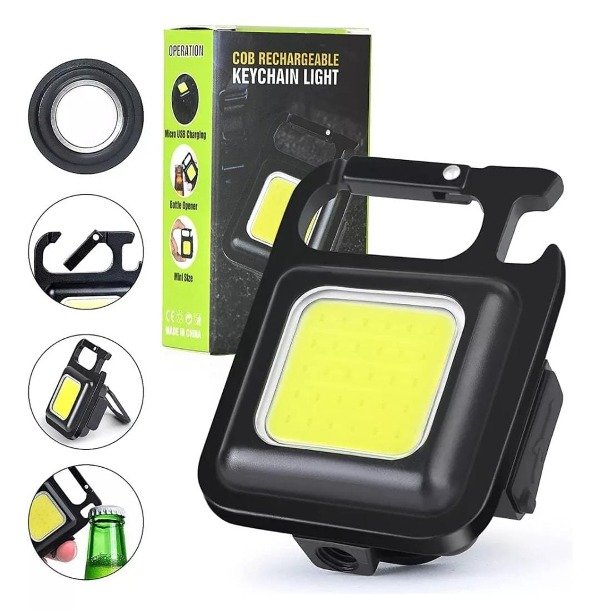 OPERATION
Micro USB Charging
Bottle Opener
Mini Size
CE
MADE IN CHINA
COB RECHARGEABLE
KEYCHAIN LIGHT